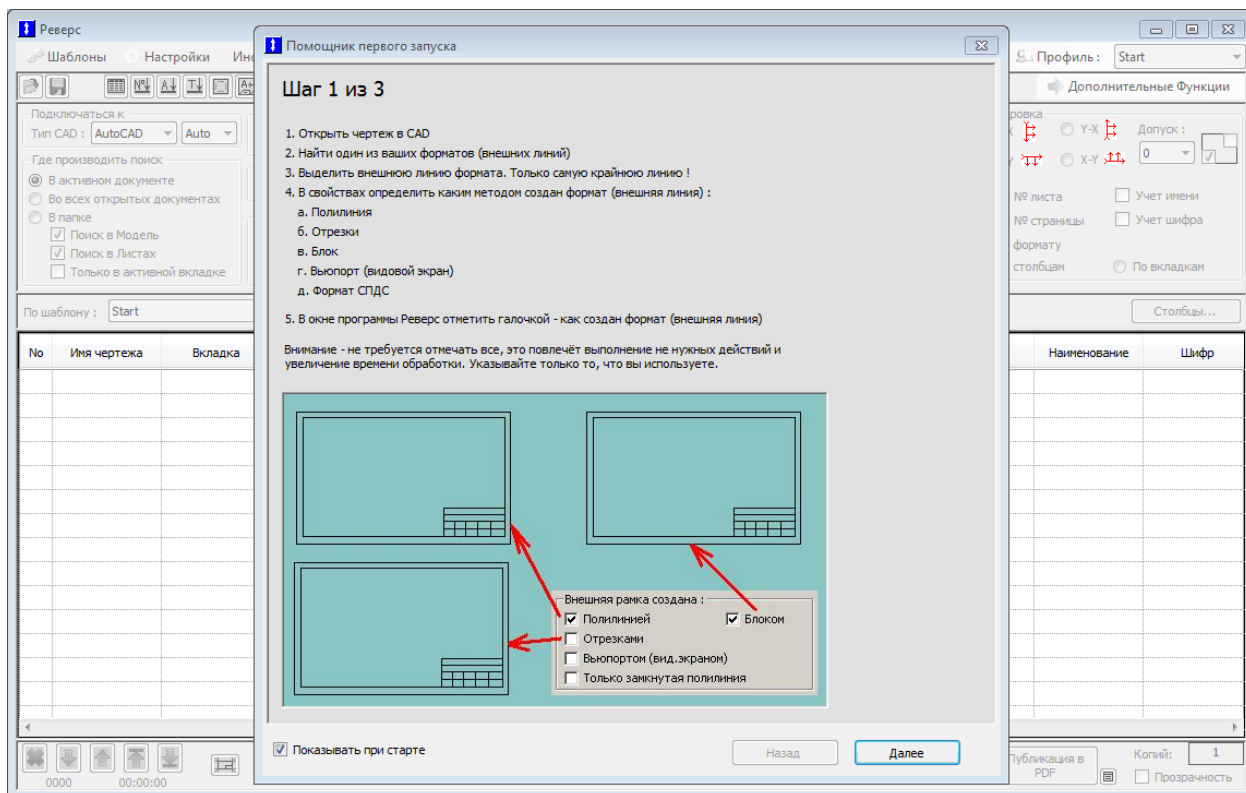 Реверс
Шаблоны
Настройки
Профиль :
Start
Дополнительные Функции
Подключаться к
Тип CAD :
AutoCAD
Auto
Где производить поиск
В активном документе
Во всех открытых документах
В папке
Поиск в Модель
Поиск в Листах
Только в активной вкладке
Y-X
Допуск :
X-Y
0
№ листа
Учет имени
№ страницы
Учет шифра
формату
столбцам
По вкладкам
По шаблону :
Start
Столбцы...
No
Имя чертежа
Вкладка
Наименование
Шифр
Помощник первого запуска
Шаг 1 из 3
1. Открыть чертеж в CAD
2. Найти один из ваших форматов (внешних линий)
3. Выделить внешнюю линию формата. Только самую крайнюю линию !
4. В свойствах определить каким методом создан формат (внешняя линия) :
а. Полилиния
б. Отрезки
в. Блок
г. Вьюпорт (видовой экран)
д. Формат СПДС
5. В окне программы Реверс отметить галочкой - как создан формат (внешняя линия)
Внимание - не требуется отмечать все, это повлечёт выполнение не нужных действий и
увеличение времени обработки. Указывайте только то, что вы используете.
Внешняя рамка создана :
Полилинией
Блоком
Отрезками
Вьюпортом (вид.экраном)
Только замкнутая полилиния
Показывать при старте
Назад
Далее
0000
00:00:00
Публикация в
PDF
Копий:
1
Прозрачность